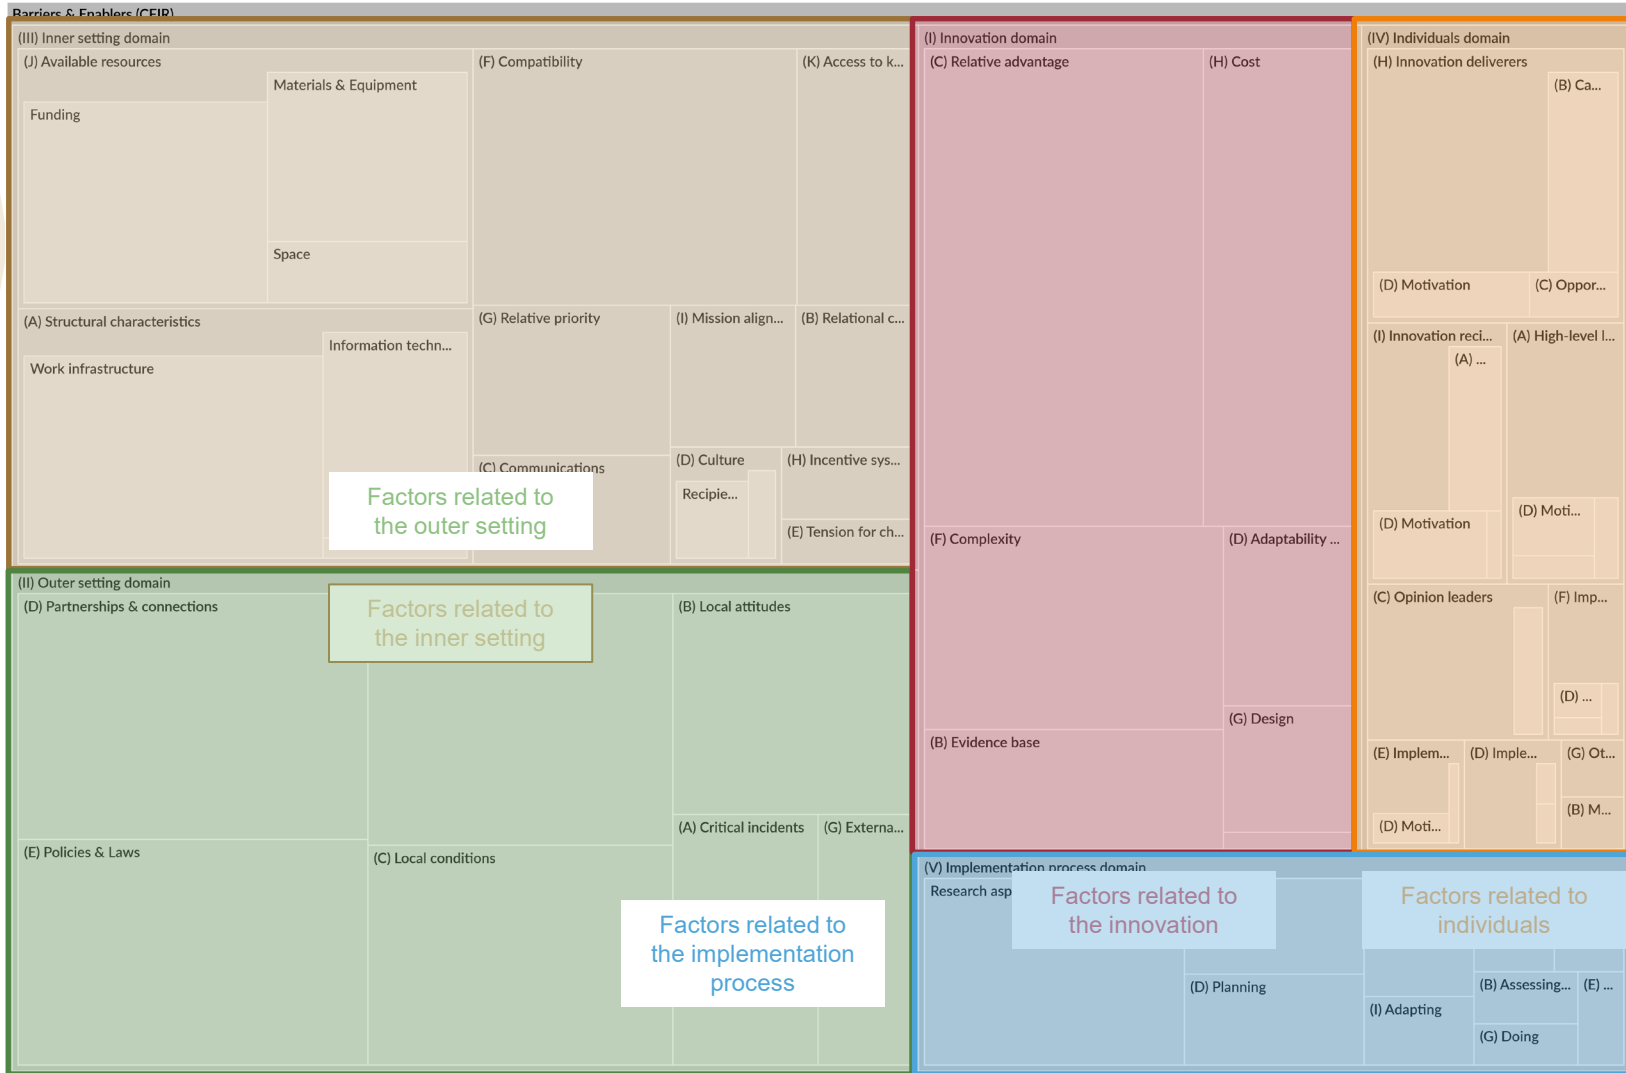 Barriers & Enablers (CFIR)
(III) Inner setting domain
(J) Available resources
Materials & Equipment
Funding
Space
(A) Structural characteristics
Information techn...
Work infrastructure
(F) Compatibility
(K) Access to k...
(G) Relative priority
(I) Mission align...
(B) Relational c...
(C) Communications
(D) Culture
Recipie...
(H) Incentive sys...
(E) Tension for ch...
Factors related to
the outer setting
(II) Outer setting domain
(D) Partnerships & connections
Factors related to
the inner setting
(B) Local attitudes
(E) Policies & Laws
(C) Local conditions
(A) Critical incidents
(G) Externa...
Factors related to
the implementation
process
(I) Innovation domain
(C) Relative advantage
(H) Cost
(F) Complexity
(D) Adaptability ...
(G) Design
(B) Evidence base
(IV) Individuals domain
(H) Innovation deliverers
(B) Ca...
(D) Motivation
(C) Oppor...
(I) Innovation reci...
(A) ...
(D) Motivation
(A) High-level l...
(D) Moti...
(C) Opinion leaders
(F) Imp...
(D) ...
(E) Implem...
(D) Moti...
(D) Imple...
(G) Ot...
(B) M...
(V) Implementation process domain
Research asp
Factors related to
the innovation
Factors related to
individuals
(D) Planning
(I) Adapting
(B) Assessing...
(E) ...
(G) Doing